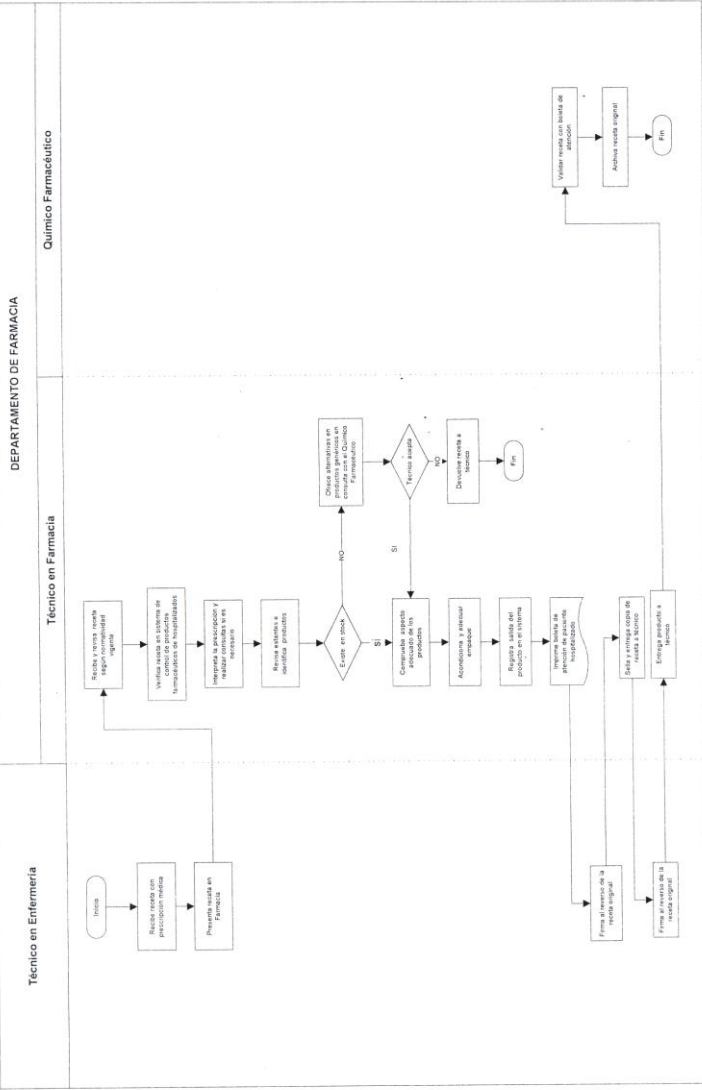 DEPARTAMENTO DE FARMACIA
Técnico en Enfermería
Técnico en Farmacia
Químico Farmacéutico
Inicio
Recibe receta con
prescripción médica
Presenta receta en
Farmacia
Recibe y revisa receta
según normatividad
vigente
Verifica receta en sistema de
control de productos
farmacéuticos de hospitalizados
Interpreta la prescripción y
realizar consultas si es
necesario
Revisa estantes e
identifica productos
Existe en stock
NO
SI
Ofrece alternativas en
productos genéricos en
consulta con el Químico
Farmacéutico
Técnico acepta
SI
NO
Devuelve receta a
técnico
Fin
Comprueba aspecto
adecuado de los
productos
Acondiciona y adecuar
empaque
Registra salida del
producto en el sistema
Imprime boleta de
atención de paciente
hospitalizado
Firma al reverso de la
receta original
Sella y entrega copia de
receta a técnico
Firma al reverso de la
receta original
Entrega producto a
técnico
Validar receta con boleta de
atención
Archiva receta original
Fin